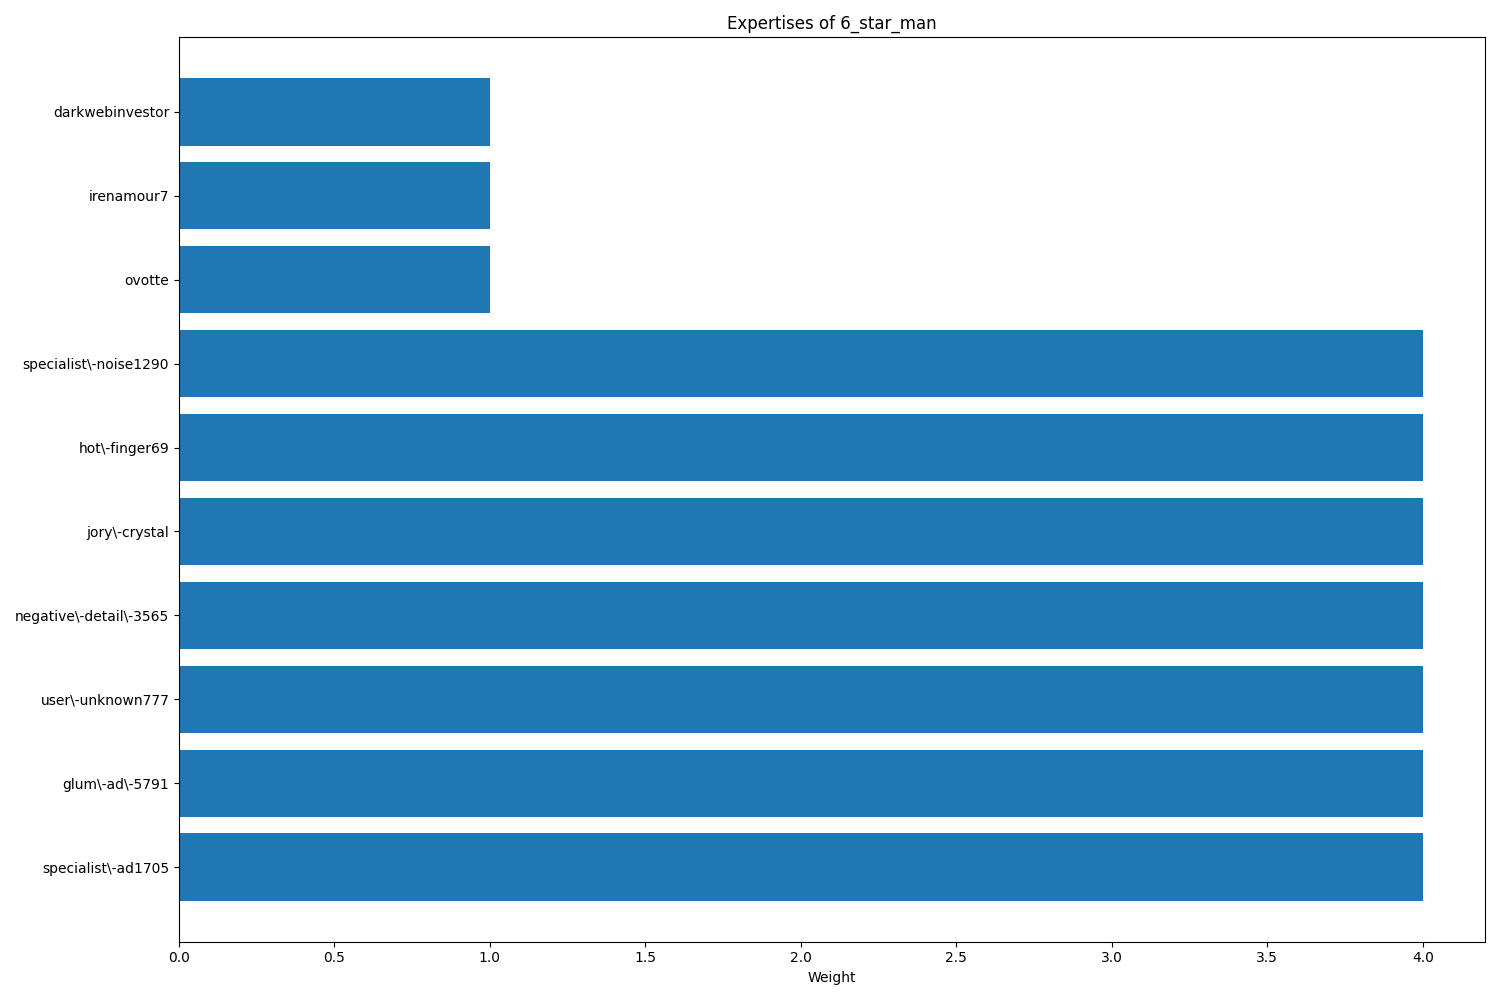 Expertises of 6_star_man
darkwebinvestor
irenamour7
ovotte
specialist\-noise1290
hot\-finger69
jory\-crystal
negative\-detail\-3565
user\-unknown777
glum\-ad\-5791
specialist\-ad1705
0.0 0.5 1.0 1.5 2.0 2.5 3.0 3.5 4.0
Weight